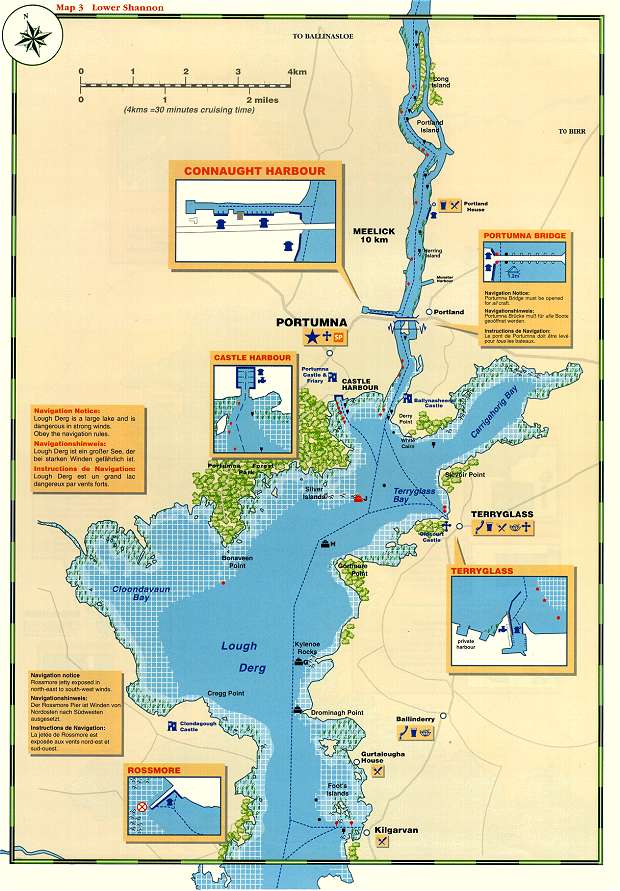 Map 3 Lower Shannon
N
TO BALLINASLOE
0 1 2 3 4km
0 1 2 miles
(4kms =30 minutes cruising time)
Long
Island
Portland
Island
TO BIRR
CONNAUGHT HARBOUR
Portland
House
MEELICK
10 km
PORTUMNA BRIDGE
Navigation Notice:
Portumna Bridge must be opened
for all craft.
Navigationshinweis:
Portumna Brücke muß für alle Boote
geöffnet werden.
Instructions de Navigation:
Le pont de Portumna doit être levé
pour tous les bateaux.
Herring
Island
Munster
Harbour
Portland
PORTUMNA
CASTLE HARBOUR
Portumna
Castle &
Friary
CASTLE
HARBOUR
Ballynasheera
Castle
Derry
Point
White
Cairn
Carrighorig Bay
Navigation Notice:
Lough Derg is a large lake and is
dangerous in strong winds.
Obey the navigation rules.
Navigationshinweis:
Lough Derg ist ein großer See, der
bei starken Winden gefährlich ist.
Instructions de Navigation:
Lough Derg est un grand lac
dangereux par vents forts.
Portumna Forest
Park
Silver
Islands
J
Terryglass
Bay
Slevoir Point
TERRYGLASS
Oldcourt
Castle
H
Bonaveen
Point
Gortmore
Point
Cloondavaun
Bay
TERRYGLASS
private
harbour
Lough
Derg
Kylenoe
Rocks
G
Cregg Point
Drominagh Point
Navigation notice
Rossmore jetty exposed in
north-east to south-west winds.
Navigationshinweis:
Der Rossmore Pier ist Winden von
Nordosten nach Südwesten
ausgesetzt.
Instructions de Navigation:
La jetée de Rossmore est
exposée aux vents nord-est et
sud-ouest.
Clondagough
Castle
Ballinderry
Gurtalougha
House
ROSSMORE
Foot's
Islands
Kilgarvan